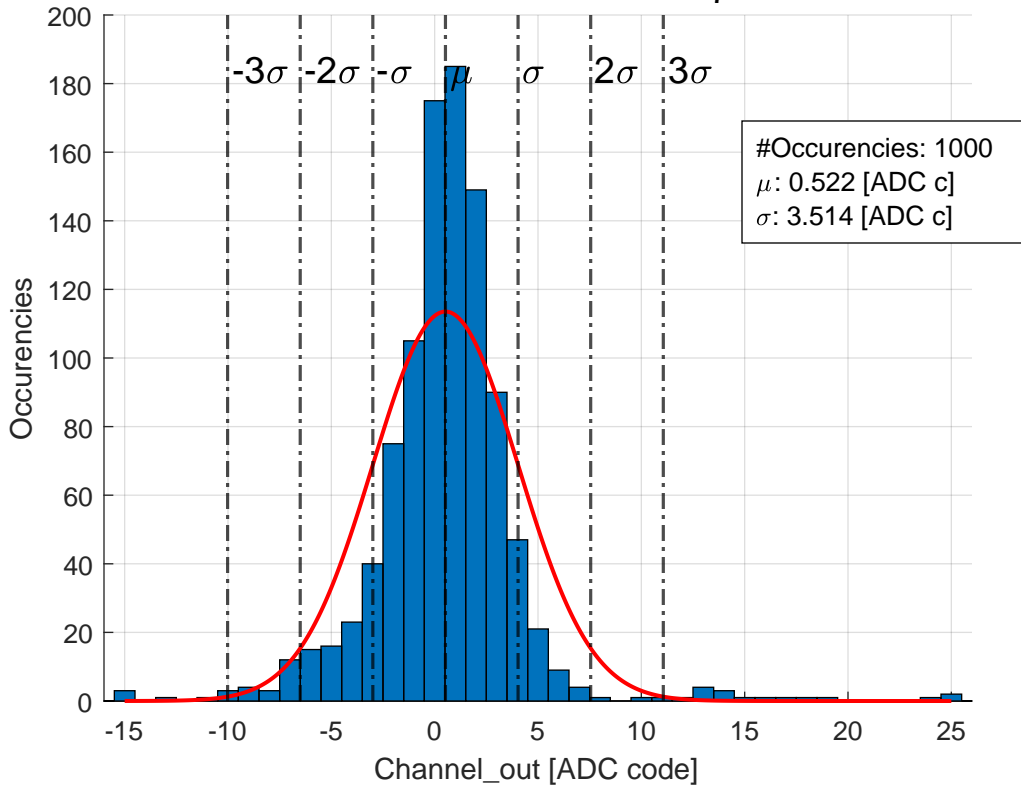 200
180
160
140
120
100
80
60
40
20
0
Occurencies
-3σ -2σ -σ μ σ 2σ 3σ
#Occurencies: 1000
μ: 0.522 [ADC c]
σ: 3.514 [ADC c]
-15 -10 -5 0 5 10 15 20 25
Channel_out [ADC code]